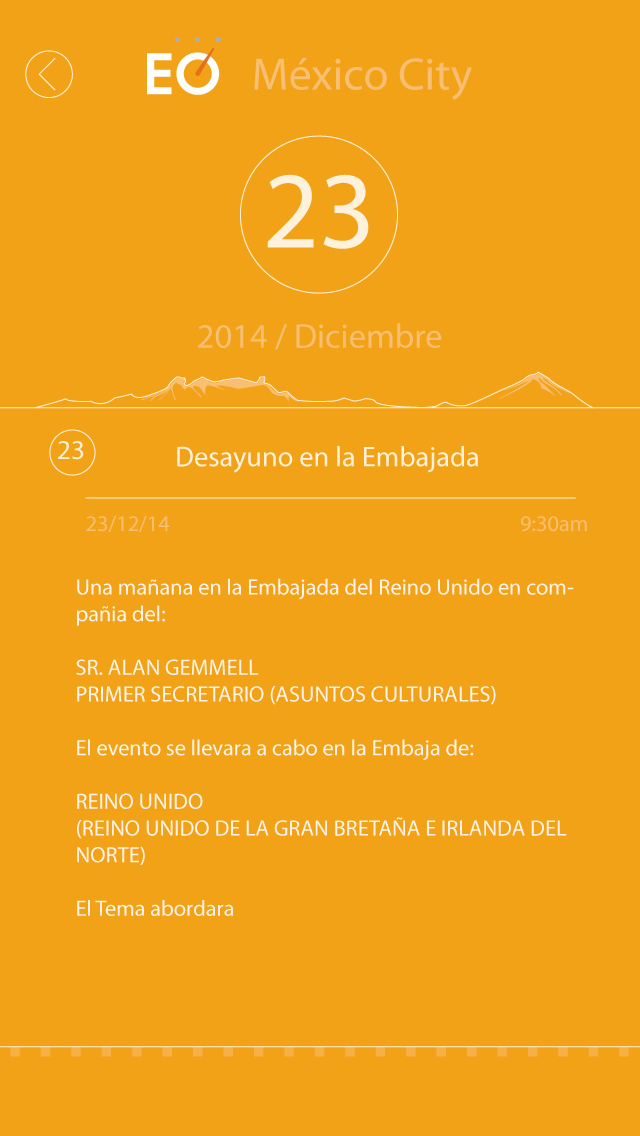 EO México City
23
2014 / Diciembre
23 Desayuno en la Embajada
23/12/14 9:30am
Una mañana en la Embajada del Reino Unido en com-
pañia del:
SR. ALAN GEMMELL
PRIMER SECRETARIO (ASUNTOS CULTURALES)
El evento se llevara a cabo en la Embaja de:
REINO UNIDO
(REINO UNIDO DE LA GRAN BRETAÑA E IRLANDA DEL
NORTE)
El Tema abordara